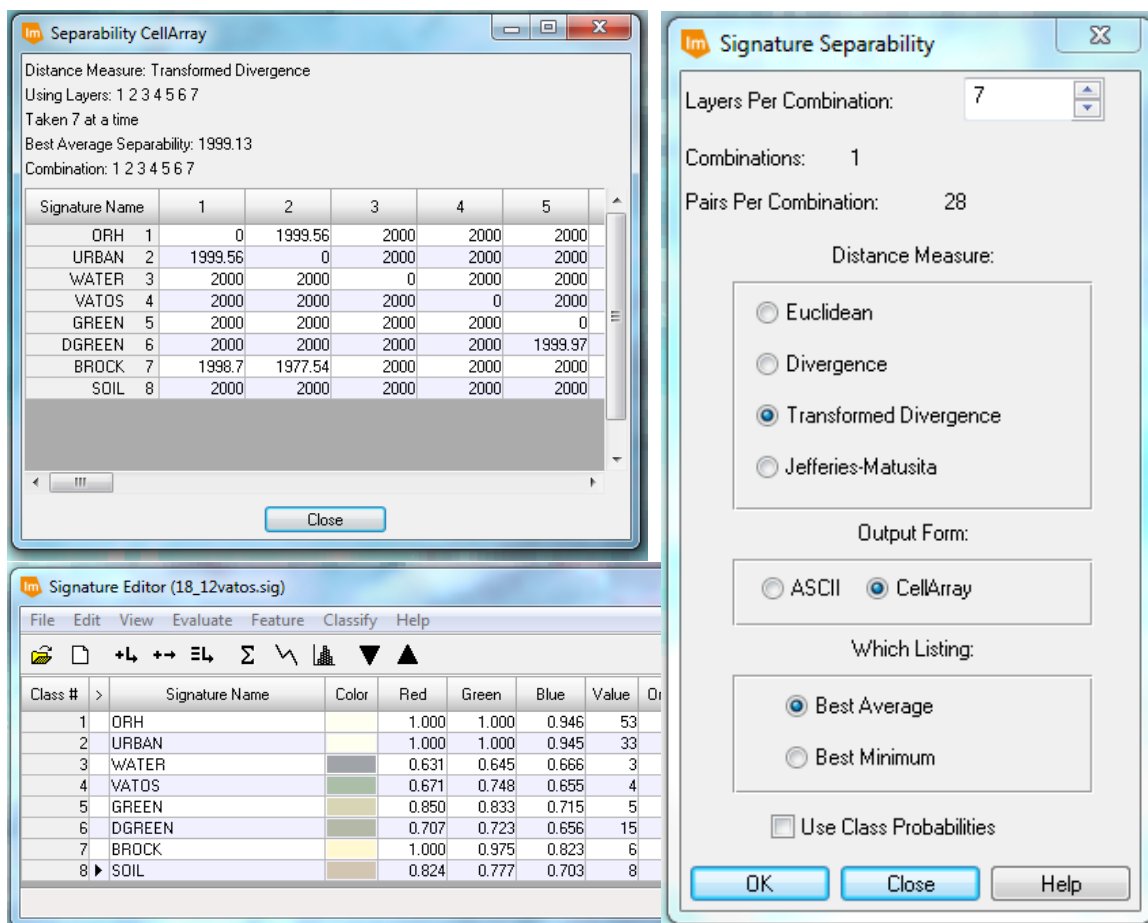 Separability CellArray
Distance Measure: Transformed Divergence
Using Layers: 1 2 3 4 5 6 7
Taken 7 at a time
Best Average Separability: 1999.13
Combination: 1 2 3 4 5 6 7
Signature Name 1 2 3 4 5
ORH 1 0 1999.56 2000 2000 2000
URBAN 2 1999.56 0 2000 2000 2000
WATER 3 2000 2000 0 2000 2000
VATOS 4 2000 2000 2000 0 2000
GREEN 5 2000 2000 2000 2000 0
DGREEN 6 2000 2000 2000 2000 1999.97
BROCK 7 1998.7 1977.54 2000 2000 2000
SOIL 8 2000 2000 2000 2000 2000
Close
Signature Editor (18_12vatos.sig)
File Edit View Evaluate Feature Classify Help
Class # > Signature Name Color Red Green Blue Value Or
1 ORH 1.000 1.000 0.946 53
2 URBAN 1.000 1.000 0.945 33
3 WATER 0.631 0.645 0.666 3
4 VATOS 0.671 0.748 0.655 4
5 GREEN 0.850 0.833 0.715 5
6 DGREEN 0.707 0.723 0.656 15
7 BROCK 1.000 0.975 0.823 6
8 SOIL 0.824 0.777 0.703 8
Signature Separability
Layers Per Combination: 7
Combinations: 1
Pairs Per Combination: 28
Distance Measure:
Euclidean
Divergence
Transformed Divergence
Jefferies-Matusita
Output Form:
ASCII CellArray
Which Listing:
Best Average
Best Minimum
Use Class Probabilities
OK Close Help